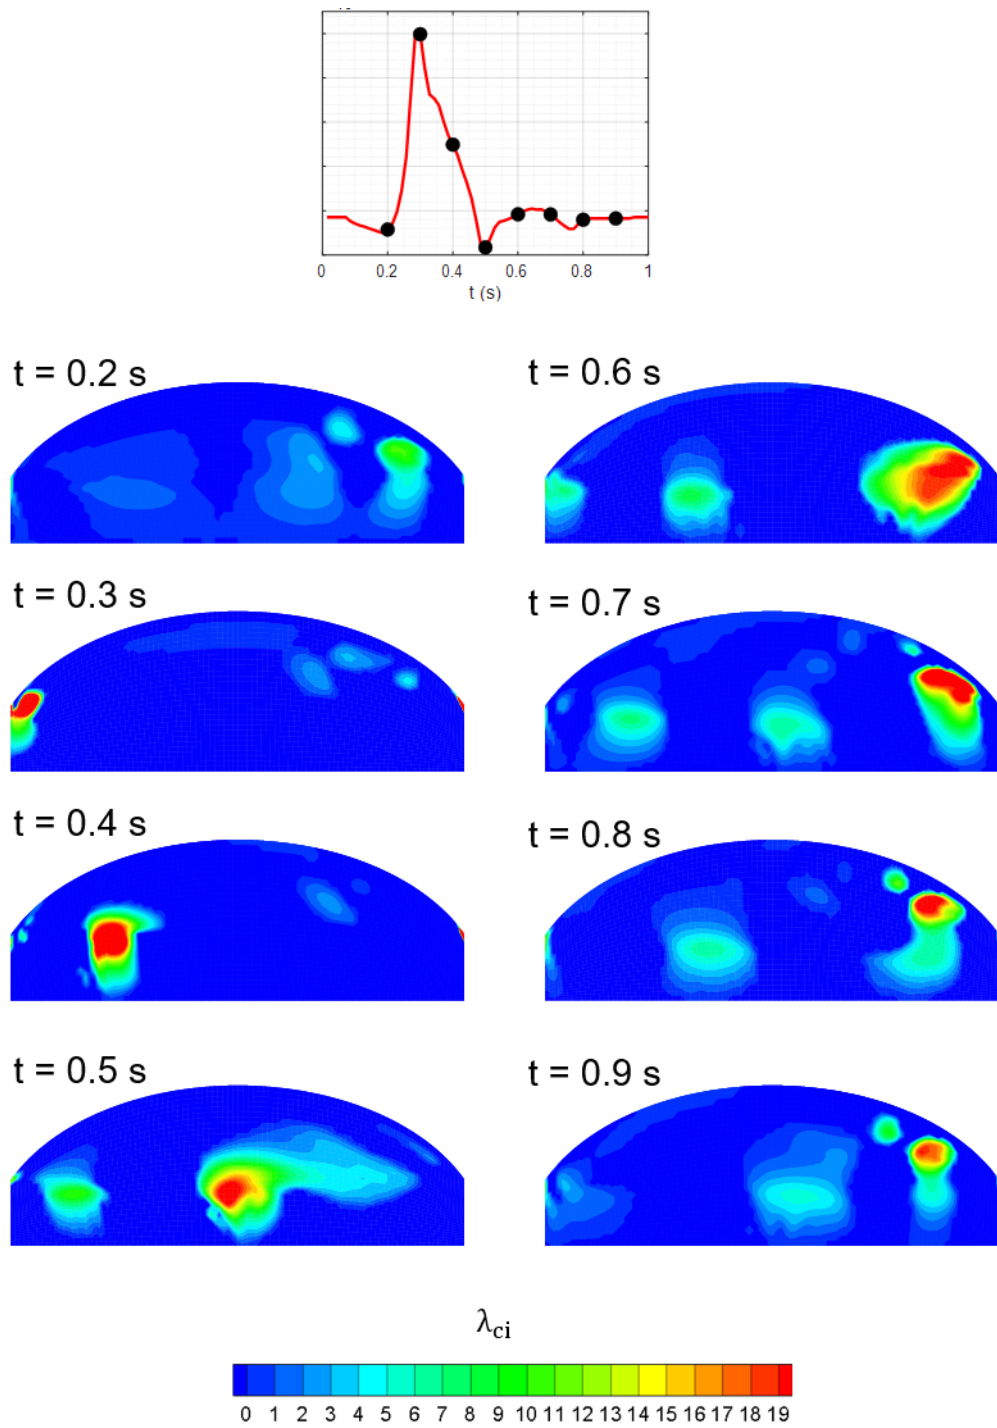 0 0.2 0.4 0.6 0.8 1
t (s)
t = 0.2 s
t = 0.6 s
t = 0.3 s
t = 0.7 s
t = 0.4 s
t = 0.8 s
t = 0.5 s
t = 0.9 s
λci
0 1 2 3 4 5 6 7 8 9 10 11 12 13 14 15 16 17 18 19